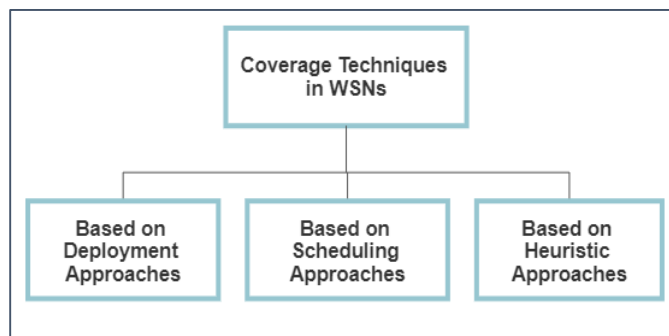 Coverage Techniques
in WSNs
Based on
Deployment
Approaches
Based on
Scheduling
Approaches
Based on
Heuristic
Approaches